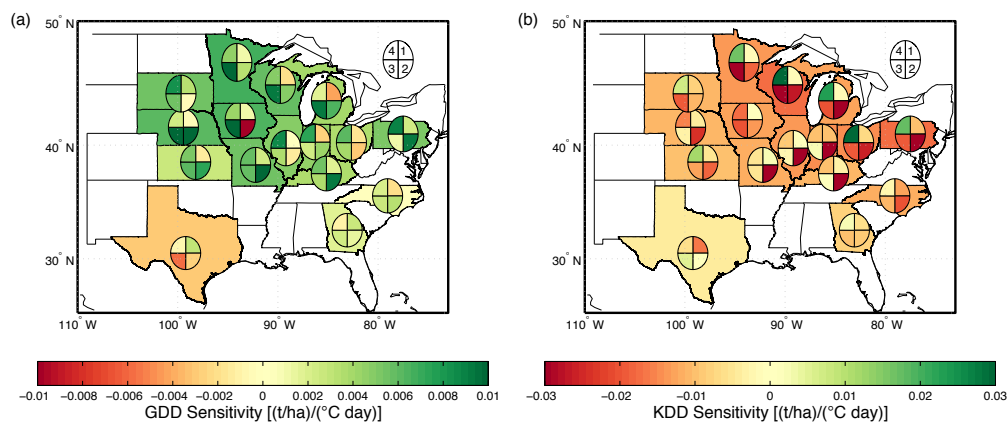 (a)
50° N
40° N
30° N
110° W
100° W
90° W
80° W
4 1
3 2
−0.01 −0.008 −0.006 −0.004 −0.002 0 0.002 0.004 0.006 0.008 0.01
GDD Sensitivity [(t/ha)/(°C day)]
(b)
50° N
40° N
30° N
110° W
100° W
90° W
80° W
4 1
3 2
−0.03 −0.02 −0.01 0 0.01 0.02 0.03
KDD Sensitivity [(t/ha)/(°C day)]